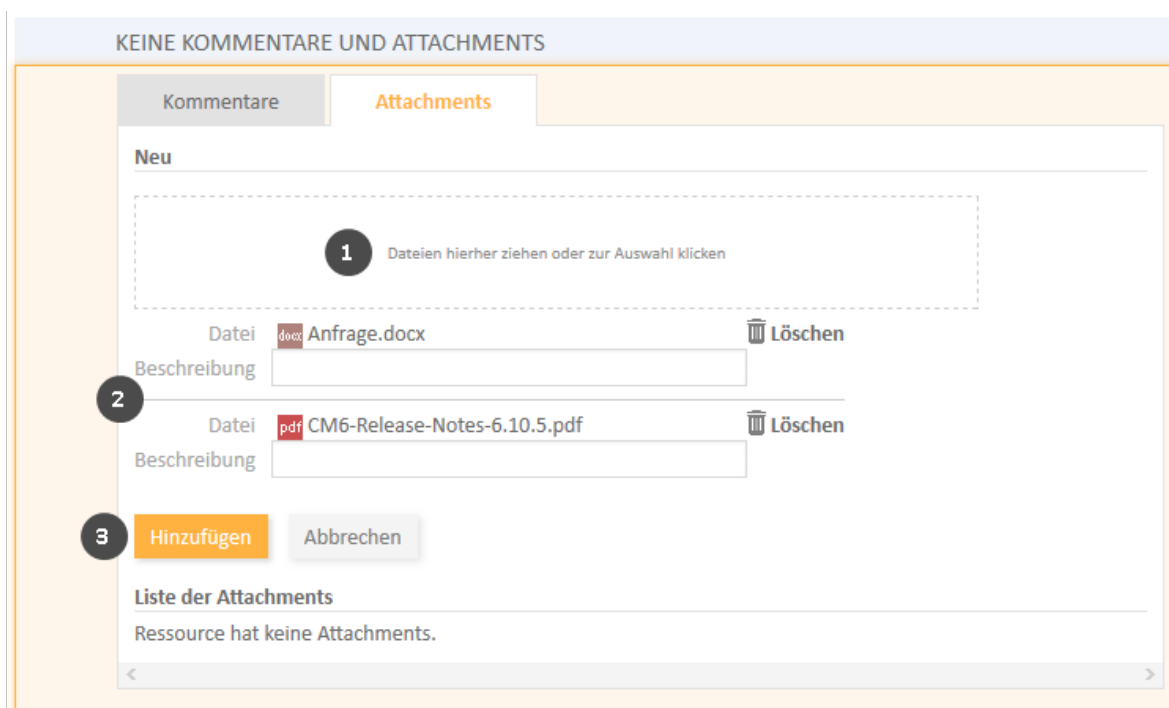 KEINE KOMMENTARE UND ATTACHMENTS
Kommentare Attachments
Neu
1 Dateien hierher ziehen oder zur Auswahl klicken
Datei docx Anfrage.docx Löschen
Beschreibung
2
Datei pdf CM6-Release-Notes-6.10.5.pdf Löschen
Beschreibung
3 Hinzufügen Abbrechen
Liste der Attachments
Ressource hat keine Attachments.